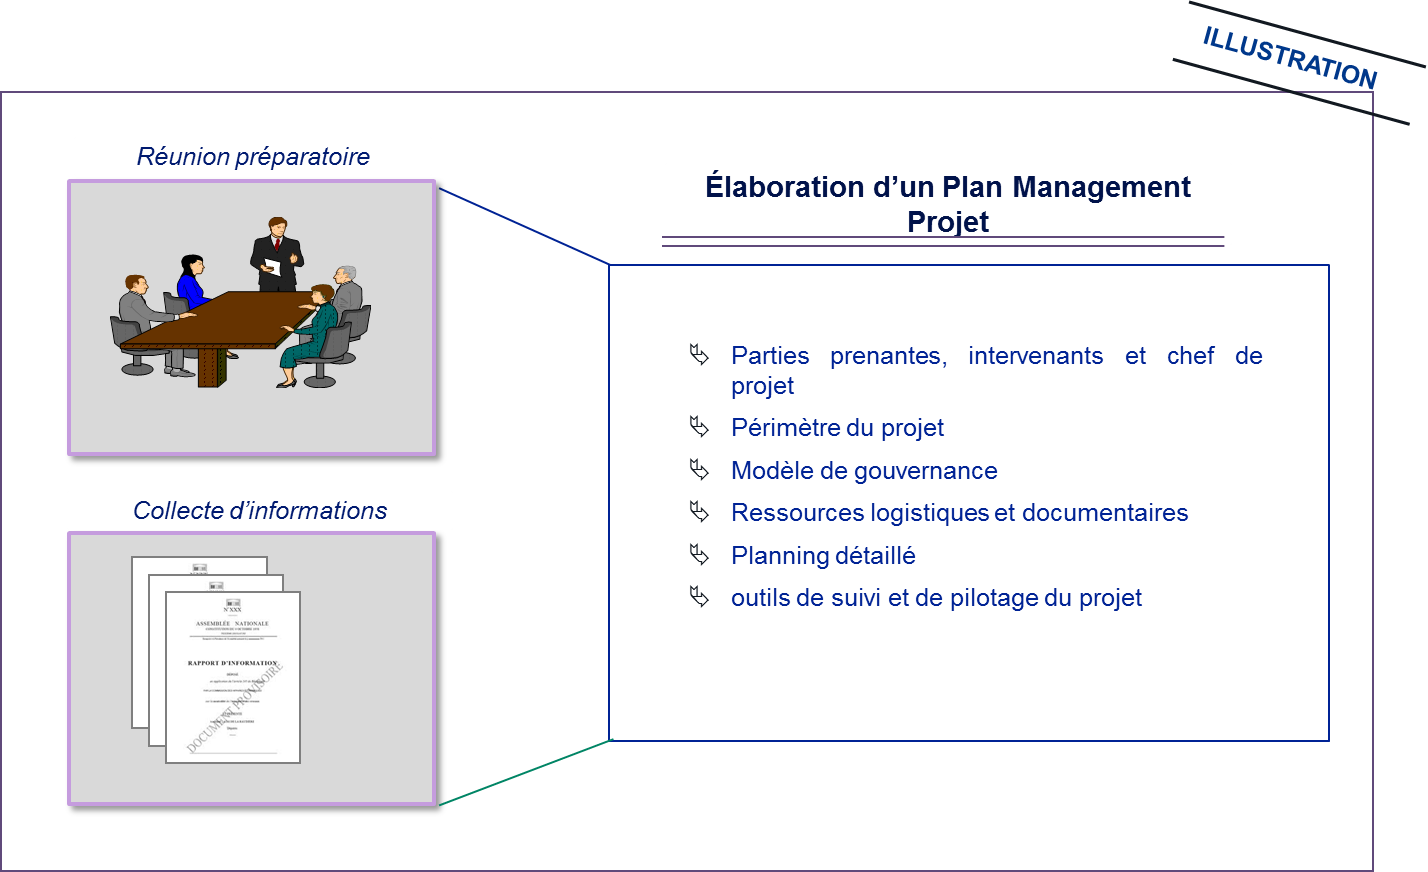 ILLUSTRATION
Réunion préparatoire
Élaboration d’un Plan Management
Projet
Parties prenantes, intervenants et chef de
projet
Périmètre du projet
Modèle de gouvernance
Ressources logistiques et documentaires
Planning détaillé
outils de suivi et de pilotage du projet
Collecte d’informations
N°XXX
ASSEMBLÉE NATIONALE
RAPPORT D’INFORMATION
DOCUMENT PROVISOIRE